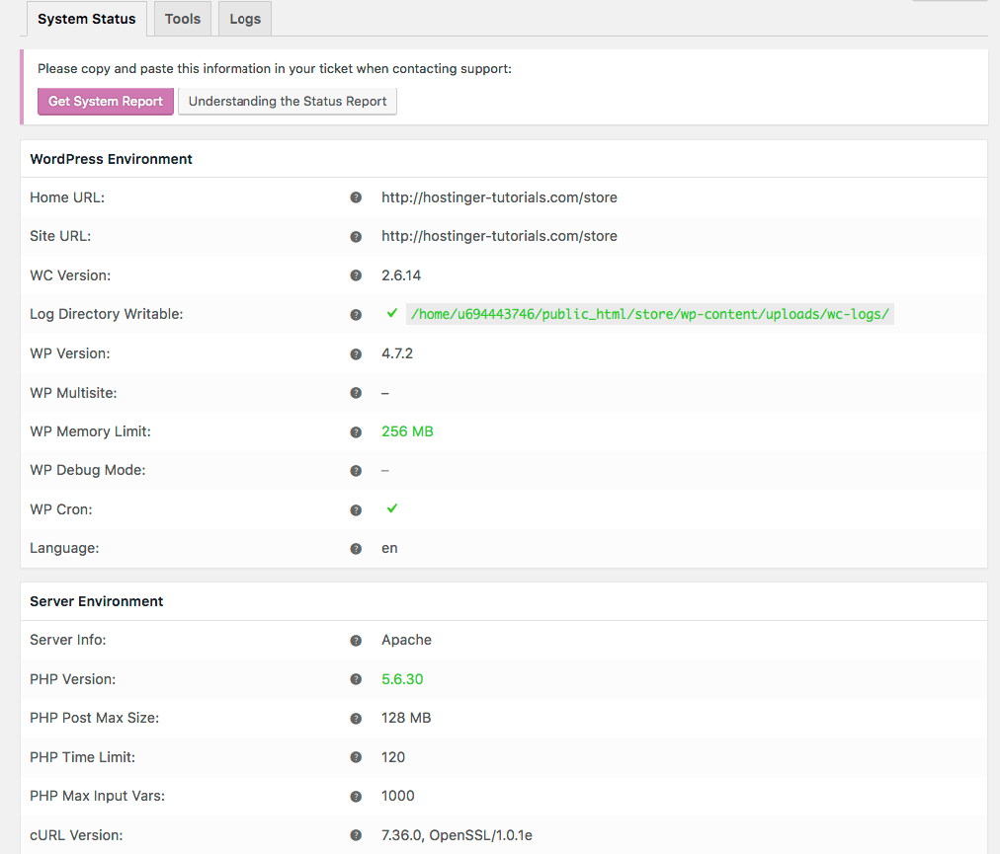 System Status Tools Logs
Please copy and paste this information in your ticket when contacting support:
Get System Report Understanding the Status Report
WordPress Environment
Home URL: ? http://hostinger-tutorials.com/store
Site URL: ? http://hostinger-tutorials.com/store
WC Version: ? 2.6.14
Log Directory Writable: ? ✔ /home/u694443746/public_html/store/wp-content/uploads/wc-logs/
WP Version: ? 4.7.2
WP Multisite: ? –
WP Memory Limit: ? 256 MB
WP Debug Mode: ? –
WP Cron: ? ✔
Language: ? en
Server Environment
Server Info: ? Apache
PHP Version: ? 5.6.30
PHP Post Max Size: ? 128 MB
PHP Time Limit: ? 120
PHP Max Input Vars: ? 1000
cURL Version: ? 7.36.0, OpenSSL/1.0.1e